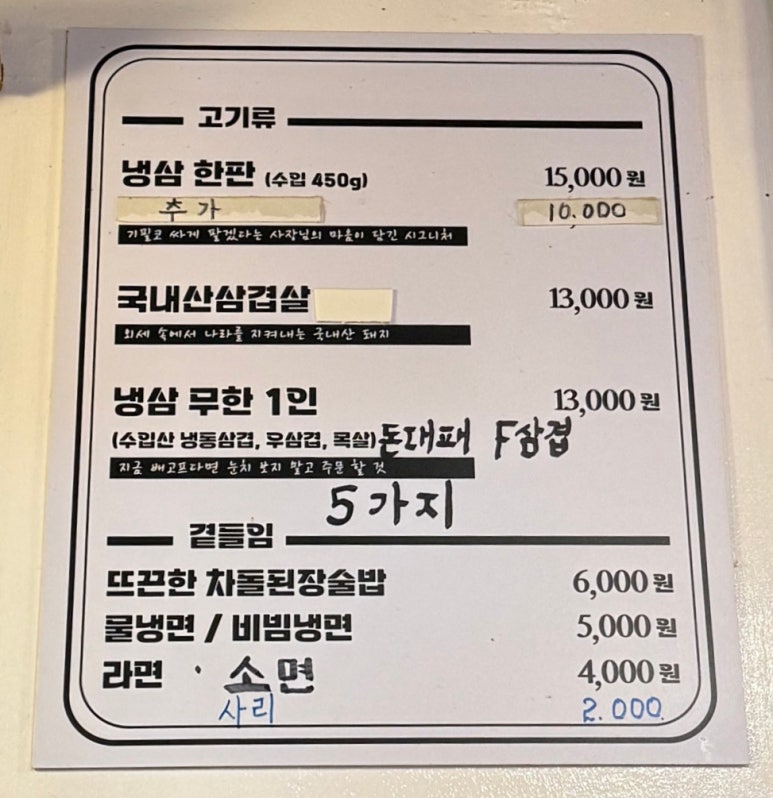 고기류
냉삼 한판 (수입 450g) 15,000 원
추가 10.000
기필코 싸게 팔겠다는 사장님의 마음이 담긴 시그니처
국내산삼겹살 13,000 원
외세 속에서 나라를 지켜내는 국내산 돼지
냉삼 무한 1인 13,000 원
(수입산 냉동삼겹, 우삼겹, 목살) 돈대패 F삼겹
지금 배고프다면 눈치 보지 말고 주문 할 것
5가지
곁들임
뜨끈한 차돌된장술밥 6,000 원
물냉면 / 비빔냉면 5,000 원
라면 · 소면 4,000 원
사리 2.000